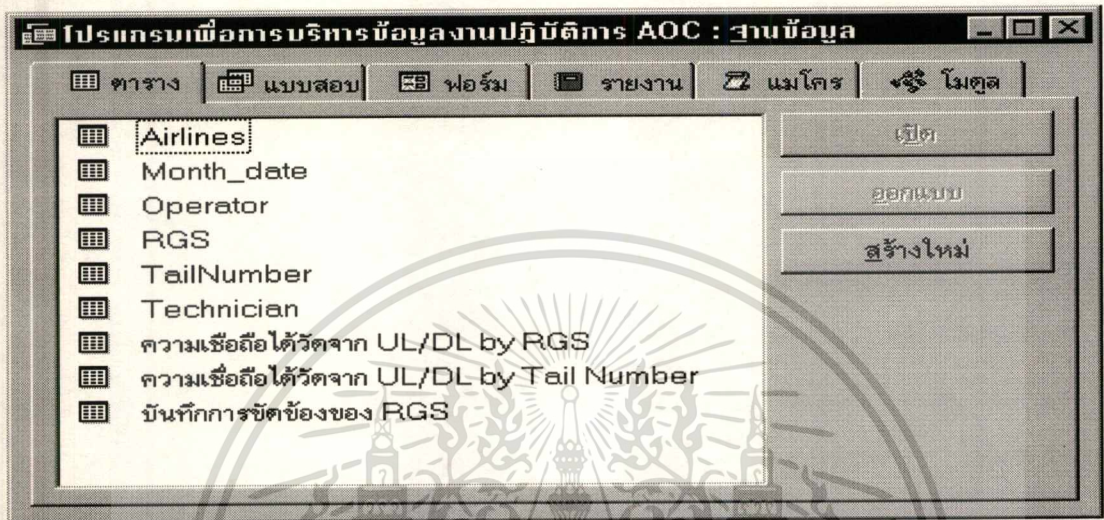 โปรแกรมเพื่อการบริหารข้อมูลงานปฏิบัติการ AOC : ฐานข้อมูล
ตาราง แบบสอบ ฟอร์ม รายงาน แมโคร โมดูล
Airlines
Month_date
Operator
RGS
TailNumber
Technician
ความเชื่อถือได้วัดจาก UL/DL by RGS
ความเชื่อถือได้วัดจาก UL/DL by Tail Number
บันทึกการขัดข้องของ RGS
เปิด
ออกแบบ
สร้างใหม่